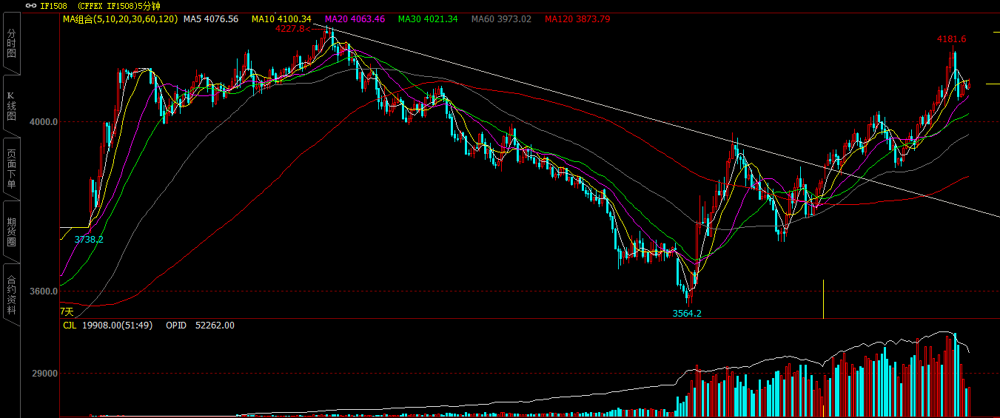 IF1508 (CFFEX IF1508)5分钟
MA组合(5,10,20,30,60,120) MA5 4076.56 MA10 4100.34 MA20 4063.46 MA30 4021.34 MA60 3973.02 MA120 3873.79
4227.8<
4181.6
分时图
K线图
4000.0
页面下单
期货圈
3738.2
合约资料
3600.0
7天
3564.2
CJL 19908.00(51:49) OPID 52262.00
29000